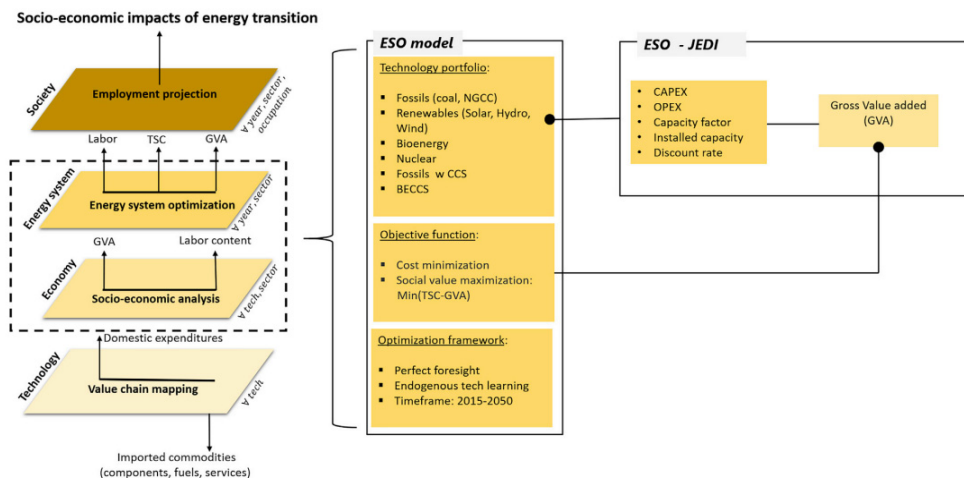 Socio-economic impacts of energy transition
Employment projection
Society
∀ year, sector,
occupation
Labor
TSC
GVA
Energy system optimization
Energy system
∀ year, sector
GVA
Labor content
Socio-economic analysis
Economy
∀ tech, sector
Domestic expenditures
Value chain mapping
Technology
∀ tech
Imported commodities
(components, fuels, services)
ESO model
Technology portfolio:
▪ Fossils (coal, NGCC)
▪ Renewables (Solar, Hydro,
Wind)
▪ Bioenergy
▪ Nuclear
▪ Fossils w CCS
▪ BECCS
Objective function:
▪ Cost minimization
▪ Social value maximization:
Min(TSC-GVA)
Optimization framework:
▪ Perfect foresight
▪ Endogenous tech learning
▪ Timeframe: 2015-2050
ESO - JEDI
• CAPEX
• OPEX
• Capacity factor
• Installed capacity
• Discount rate
Gross Value added
(GVA)